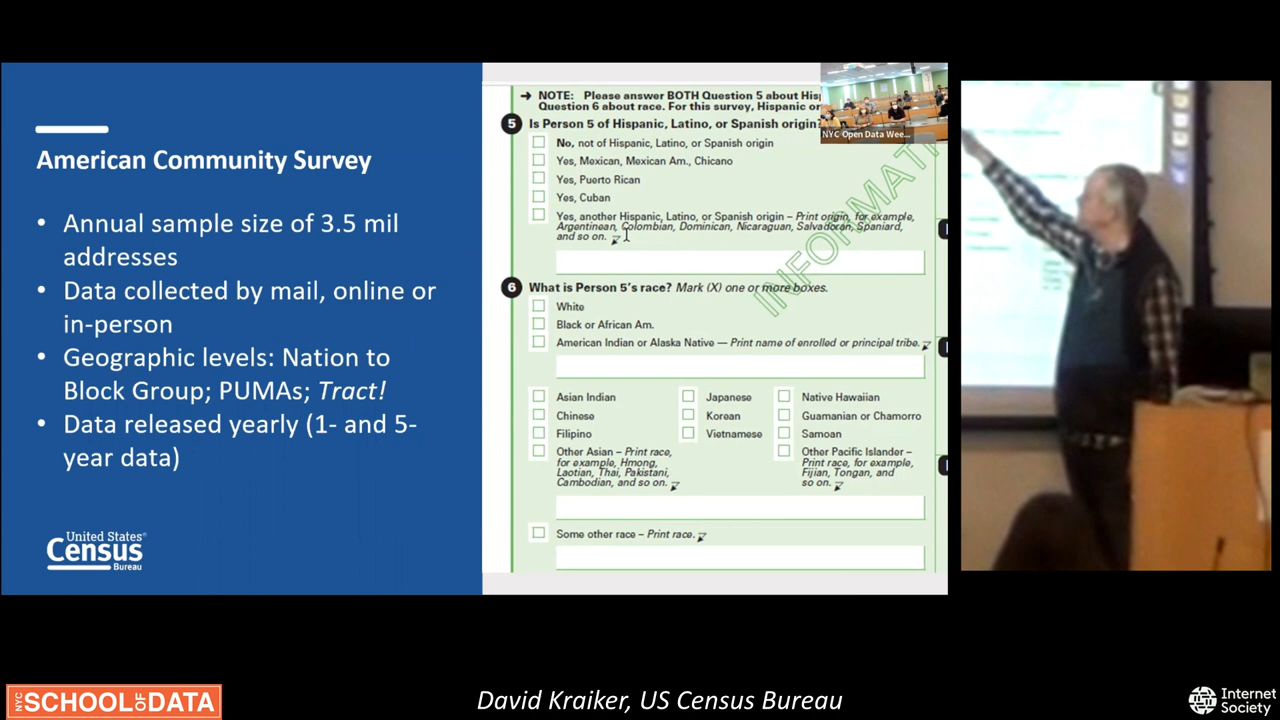 American Community Survey
• Annual sample size of 3.5 mil
addresses
• Data collected by mail, online or
in-person
• Geographic levels: Nation to
Block Group; PUMAs; Tract!
• Data released yearly (1- and 5-
year data)
United States®
Census
Bureau
➔ NOTE: Please answer BOTH Question 5 about
Question 6 about race. For this survey, Hispanic
5 Is Person 5 of Hispanic, Latino, or Spanish origin?
No, not of Hispanic, Latino, or Spanish origin
Yes, Mexican, Mexican Am., Chicano
Yes, Puerto Rican
Yes, Cuban
Yes, another Hispanic, Latino, or Spanish origin – Print origin, for example,
Argentinean, Colombian, Dominican, Nicaraguan, Salvadoran, Spaniard,
and so on.
6 What is Person 5's race? Mark (X) one or more boxes.
White
Black or African Am.
American Indian or Alaska Native — Print name of enrolled or principal tribe.
Asian Indian
Japanese
Native Hawaiian
Chinese
Korean
Guamanian or Chamorro
Filipino
Vietnamese
Samoan
Other Asian – Print race,
for example, Hmong,
Laotian, Thai, Pakistani,
Cambodian, and so on.
Other Pacific Islander –
Print race, for example,
Fijian, Tongan, and
so on.
Some other race – Print race.
INFORMAT
NYC Open Data Wee...
NYC SCHOOL OF DATA
David Kraiker, US Census Bureau
Internet
Society